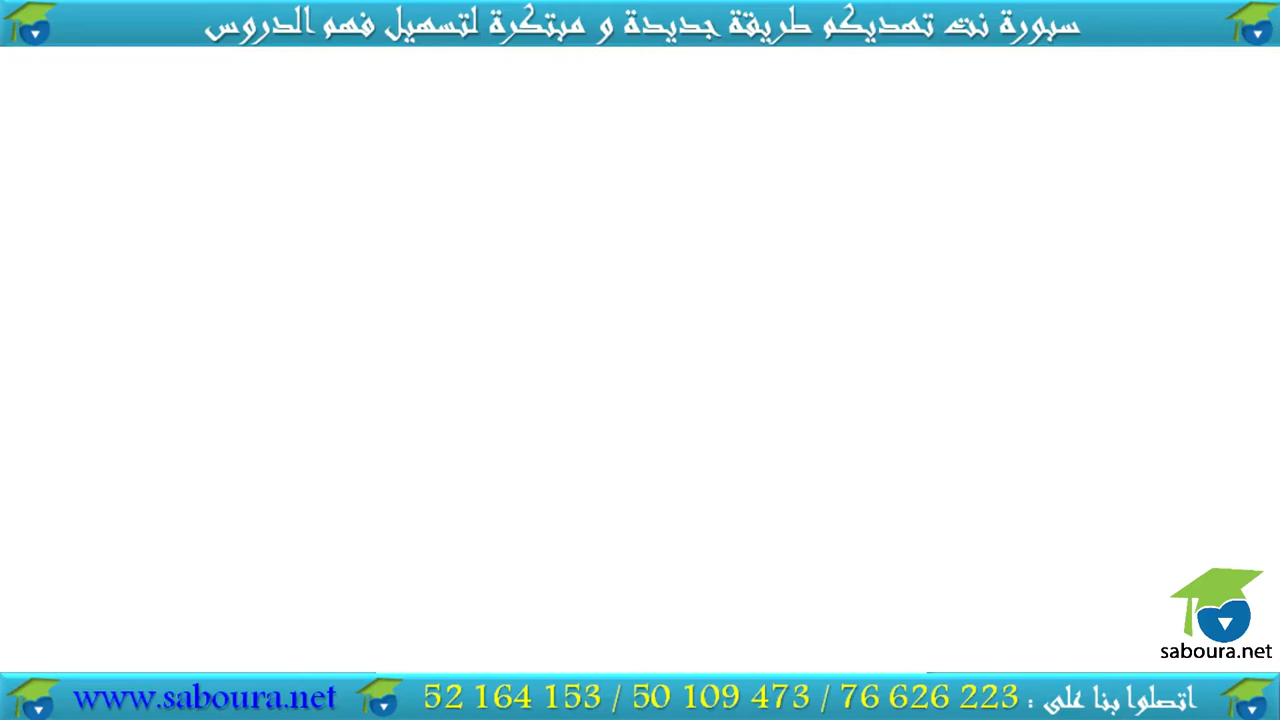 سبورة نت تهديكم طريقة جديدة و مبتكرة لتسهيل فهم الدروس
saboura.net
www.saboura.net
اتصلوا بنا على : 52 164 153 / 50 109 473 / 76 626 223